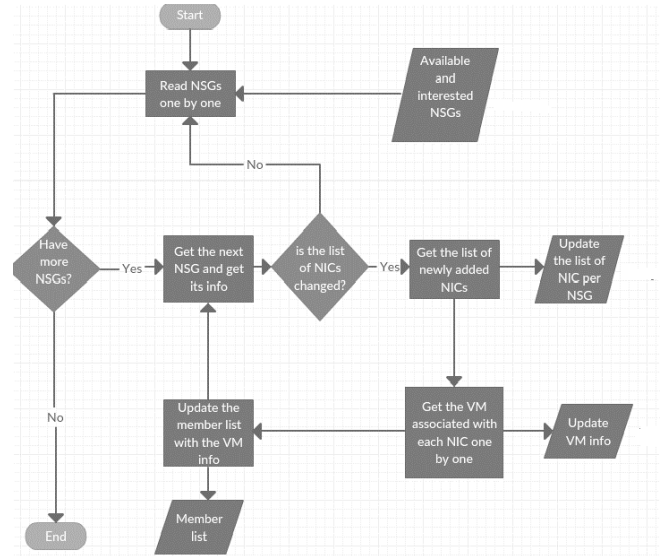 Start
Available
and
interested
NSGs
Read NSGs
one by one
No
Have
more
NSGs?
Yes
Get the next
NSG and get
its info
is the list
of NICs
changed?
Yes
Get the list of
newly added
NICs
Update
the list of
NIC per
NSG
No
Update the
member list
with the VM
info
Get the VM
associated with
each NIC one
by one
Update
VM info
Member
list
End